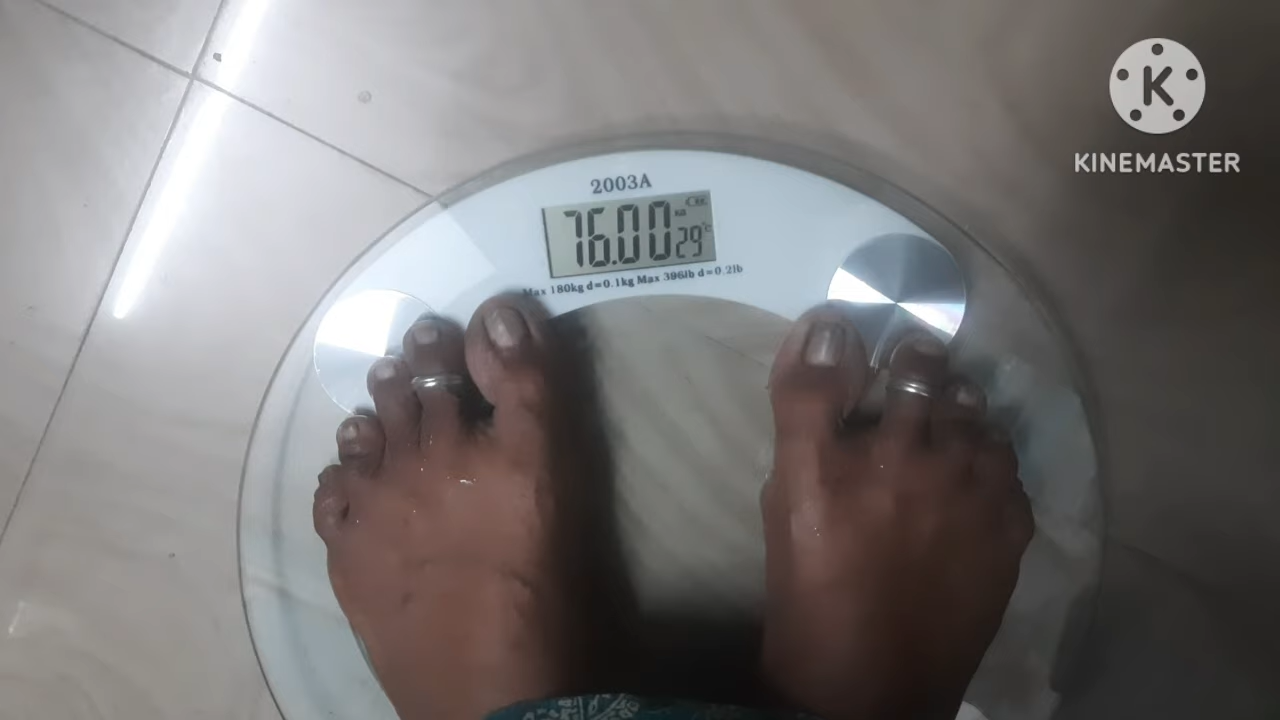 2003A
76.00
KG
29°C
Max 180kg d=0.1kg Max 396lb d=0.2lb
K
KINEMASTER